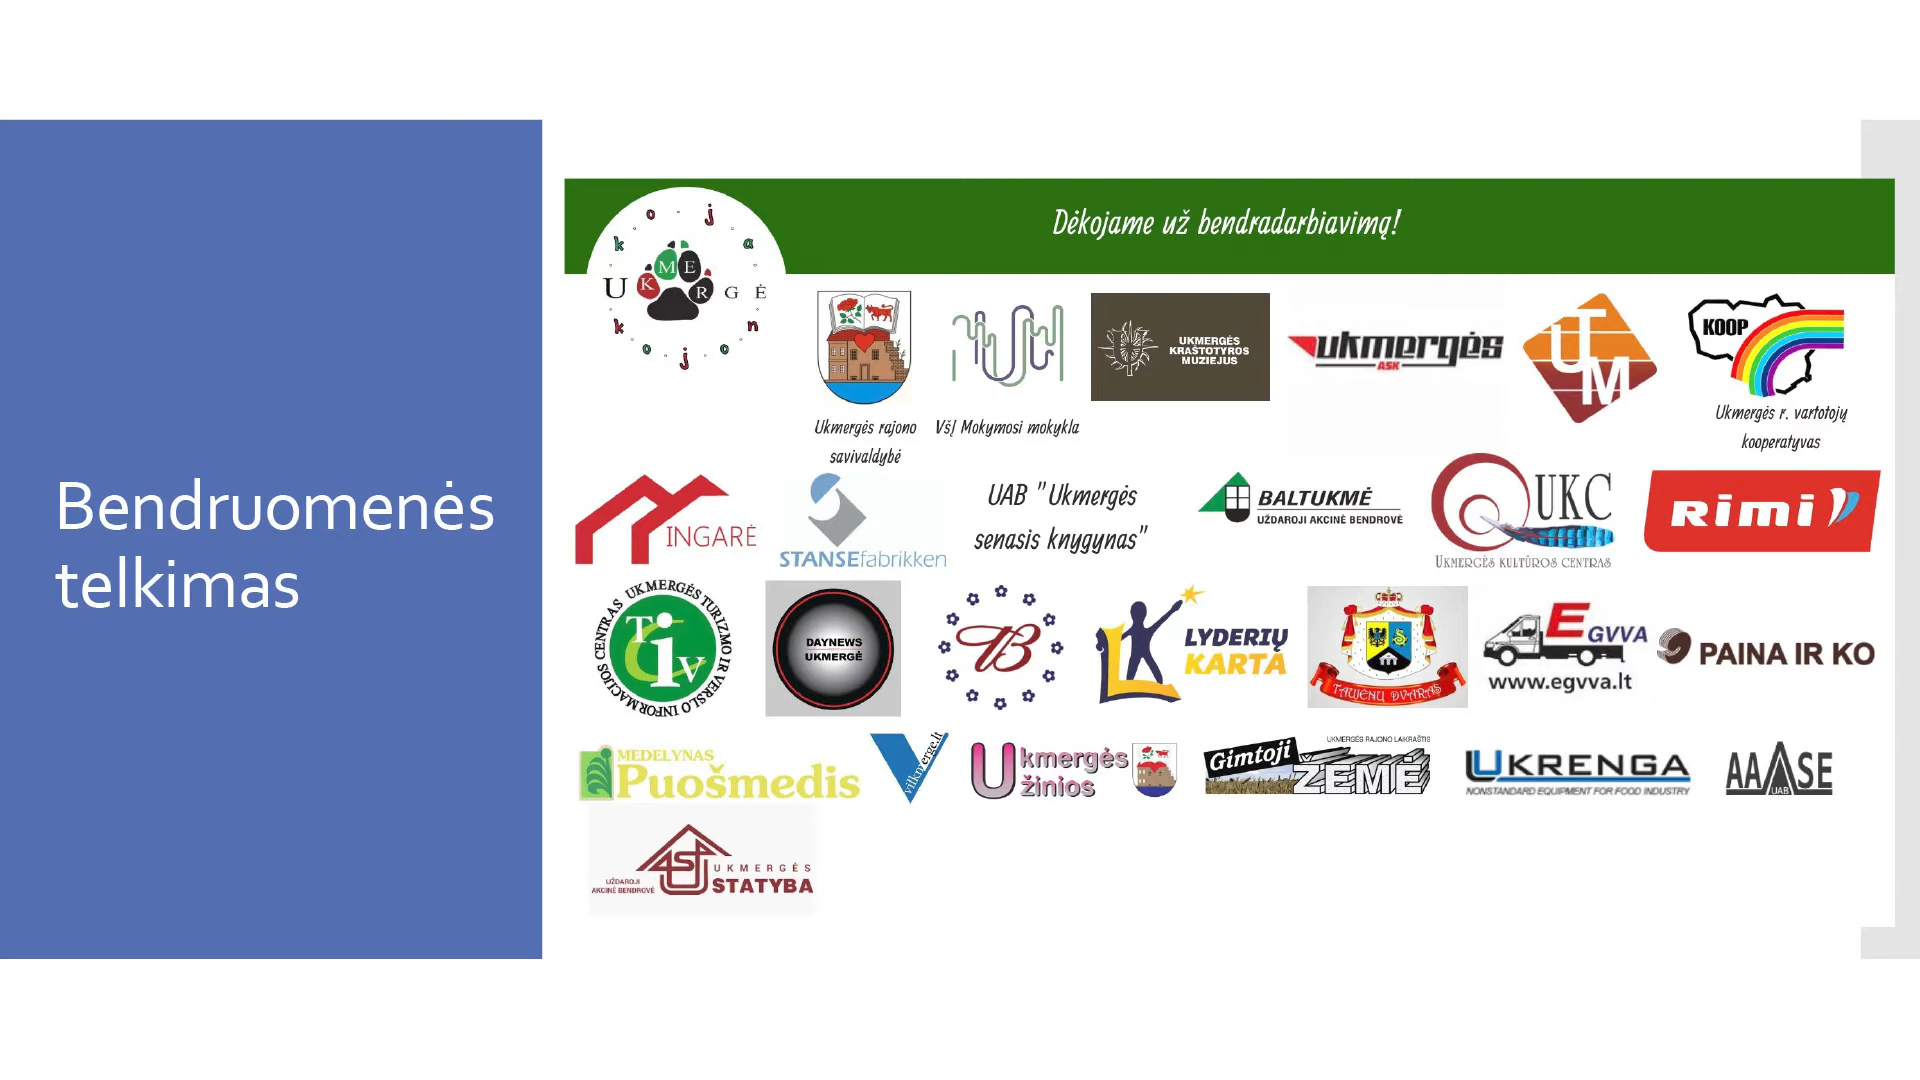 Bendruomenės
telkimas
Dėkojame už bendradarbiavimą!
UKMERGĖ
Ukmergės rajono
savivaldybė
VšĮ Mokymosi mokykla
UKMERGĖS
KRAŠTOTYROS
MUZIEJUS
ukmergės
ASK
UTM
KOOP
Ukmergės r. vartotojų
kooperatyvas
INGARĖ
STANSEfabrikken
UAB "Ukmergės
senasis knygynas"
BALTUKMĖ
UŽDAROJI AKCINĖ BENDROVĖ
UKC
UKMERGĖS KULTŪROS CENTRAS
Rimi
UKMERGĖS TURIZMO IR VERSLO INFORMACIJOS CENTRAS
TiV
DAYNEWS
UKMERGĖ
LYDERIŲ
KARTA
TAUJĖNŲ DVARAS
EGVVA
www.egvva.lt
PAINA IR KO
MEDELYNAS
Puošmedis
vilkmerge.lt
Ukmergės
žinios
UKMERGĖS RAJONO LAIKRAŠTIS
Gimtoji
ŽEMĖ
UKRENGA
NONSTANDARD EQUIPMENT FOR FOOD INDUSTRY
AAASE
UAB
UKMERGĖS
STATYBA
UŽDAROJI
AKCINĖ BENDROVĖ